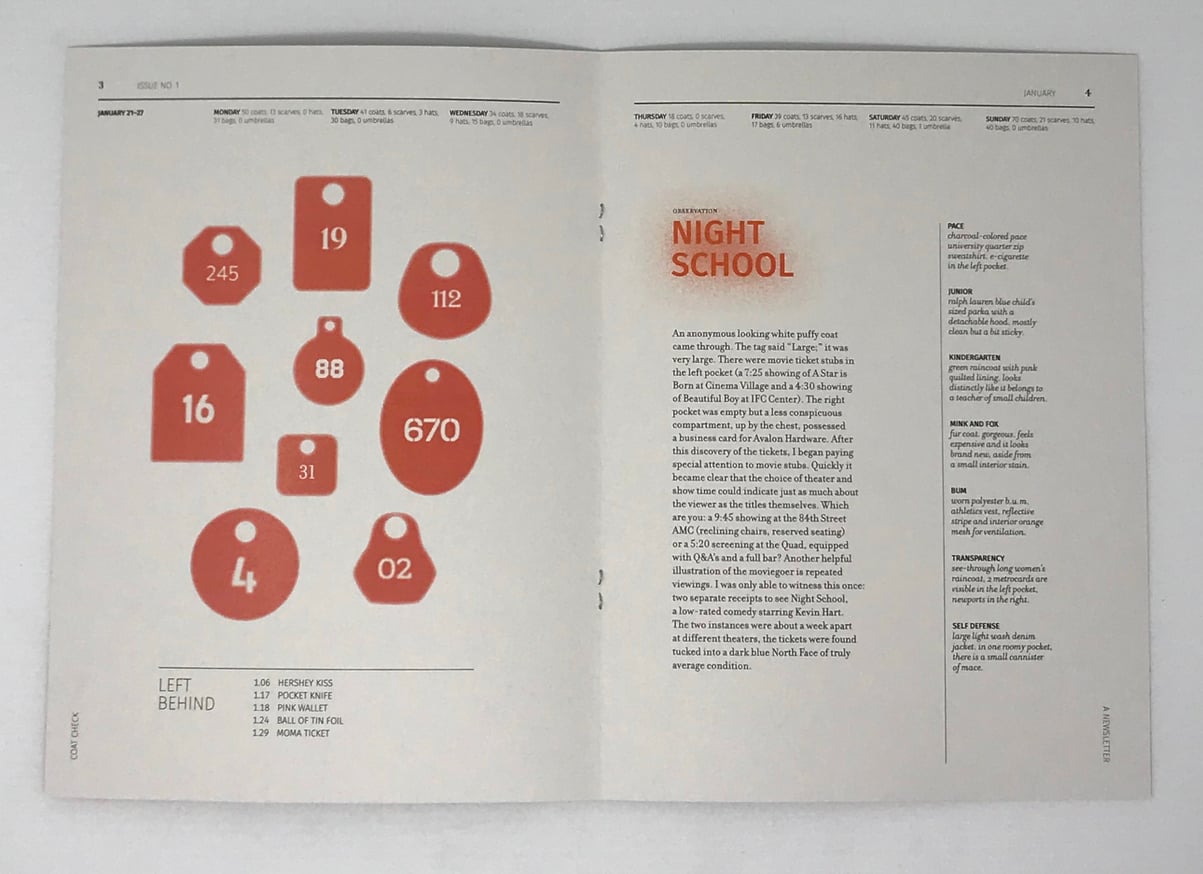 3 ISSUE NO 1
JANUARY 21–27
MONDAY 50 coats, 13 scarves, 0 hats,
31 bags, 0 umbrellas
TUESDAY 41 coats, 6 scarves, 3 hats,
30 bags, 0 umbrellas
WEDNESDAY 34 coats, 18 scarves,
9 hats, 15 bags, 0 umbrellas
19
245
112
88
16
670
31
4
02
LEFT
BEHIND
1.06 HERSHEY KISS
1.17 POCKET KNIFE
1.18 PINK WALLET
1.24 BALL OF TIN FOIL
1.29 MOMA TICKET
COAT CHECK
JANUARY 4
THURSDAY 18 coats, 0 scarves,
4 hats, 10 bags, 0 umbrellas
FRIDAY 39 coats, 13 scarves, 16 hats,
17 bags, 6 umbrellas
SATURDAY 45 coats, 20 scarves,
11 hats, 40 bags, 1 umbrella
SUNDAY 70 coats, 21 scarves, 10 hats,
40 bags, 0 umbrellas
OBSERVATION
NIGHT
SCHOOL
An anonymous looking white puffy coat
came through. The tag said “Large;” it was
very large. There were movie ticket stubs in
the left pocket (a 7:25 showing of A Star is
Born at Cinema Village and a 4:30 showing
of Beautiful Boy at IFC Center). The right
pocket was empty but a less conspicuous
compartment, up by the chest, possessed
a business card for Avalon Hardware. After
this discovery of the tickets, I began paying
special attention to movie stubs. Quickly it
became clear that the choice of theater and
show time could indicate just as much about
the viewer as the titles themselves. Which
are you: a 9:45 showing at the 84th Street
AMC (reclining chairs, reserved seating)
or a 5:20 screening at the Quad, equipped
with Q&A's and a full bar? Another helpful
illustration of the moviegoer is repeated
viewings. I was only able to witness this once:
two separate receipts to see Night School,
a low-rated comedy starring Kevin Hart.
The two instances were about a week apart
at different theaters, the tickets were found
tucked into a dark blue North Face of truly
average condition.
PACE
charcoal-colored pace
university quarter zip
sweatshirt. e-cigarette
in the left pocket.
JUNIOR
ralph lauren blue child's
sized parka with a
detachable hood. mostly
clean but a bit sticky.
KINDERGARTEN
green raincoat with pink
quilted lining. looks
distinctly like it belongs to
a teacher of small children.
MINK AND FOX
fur coat. gorgeous. feels
expensive and it looks
brand new, aside from
a small interior stain.
BUM
worn polyester b.u.m.
athletics vest, reflective
stripe and interior orange
mesh for ventilation.
TRANSPARENCY
see-through long women's
raincoat, 2 metrocards are
visible in the left pocket,
newports in the right.
SELF DEFENSE
large light wash denim
jacket. in one roomy pocket,
there is a small cannister
of mace.
A NEWSLETTER